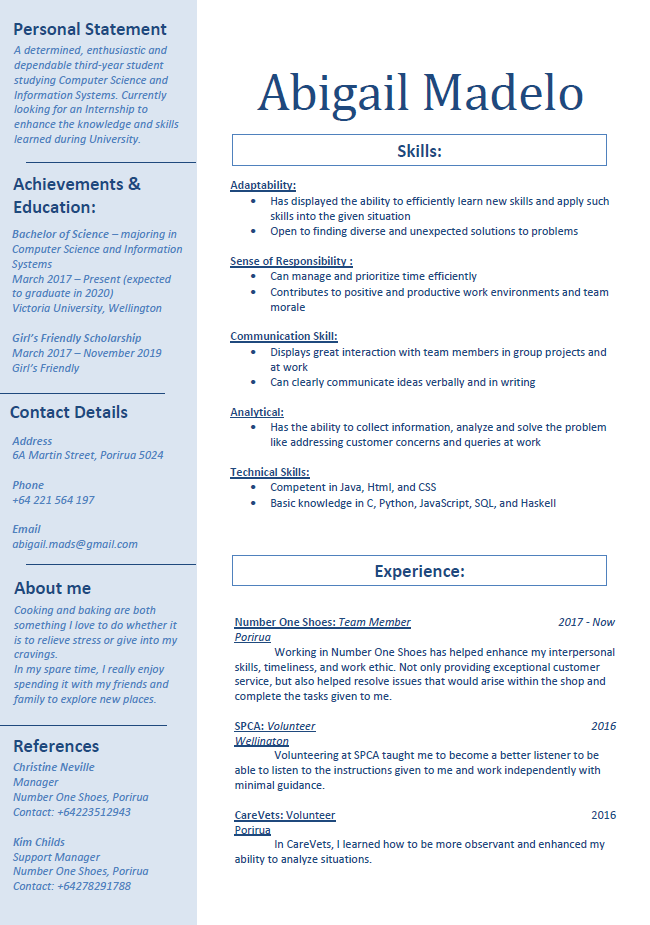 Personal Statement
A determined, enthusiastic and
dependable third-year student
studying Computer Science and
Information Systems. Currently
looking for an Internship to
enhance the knowledge and skills
learned during University.
Achievements &
Education:
Bachelor of Science – majoring in
Computer Science and Information
Systems
March 2017 – Present (expected
to graduate in 2020)
Victoria University, Wellington
Girl's Friendly Scholarship
March 2017 – November 2019
Girl's Friendly
Contact Details
Address
6A Martin Street, Porirua 5024
Phone
+64 221 564 197
Email
abigail.mads@gmail.com
About me
Cooking and baking are both
something I love to do whether it
is to relieve stress or give into my
cravings.
In my spare time, I really enjoy
spending it with my friends and
family to explore new places.
References
Christine Neville
Manager
Number One Shoes, Porirua
Contact: +64223512943
Kim Childs
Support Manager
Number One Shoes, Porirua
Contact: +64278291788
Abigail Madelo
Skills:
Adaptability:
• Has displayed the ability to efficiently learn new skills and apply such
skills into the given situation
• Open to finding diverse and unexpected solutions to problems
Sense of Responsibility :
• Can manage and prioritize time efficiently
• Contributes to positive and productive work environments and team
morale
Communication Skill:
• Displays great interaction with team members in group projects and
at work
• Can clearly communicate ideas verbally and in writing
Analytical:
• Has the ability to collect information, analyze and solve the problem
like addressing customer concerns and queries at work
Technical Skills:
• Competent in Java, Html, and CSS
• Basic knowledge in C, Python, JavaScript, SQL, and Haskell
Experience:
Number One Shoes: Team Member 2017 - Now
Porirua
Working in Number One Shoes has helped enhance my interpersonal
skills, timeliness, and work ethic. Not only providing exceptional customer
service, but also helped resolve issues that would arise within the shop and
complete the tasks given to me.
SPCA: Volunteer 2016
Wellington
Volunteering at SPCA taught me to become a better listener to be
able to listen to the instructions given to me and work independently with
minimal guidance.
CareVets: Volunteer 2016
Porirua
In CareVets, I learned how to be more observant and enhanced my
ability to analyze situations.